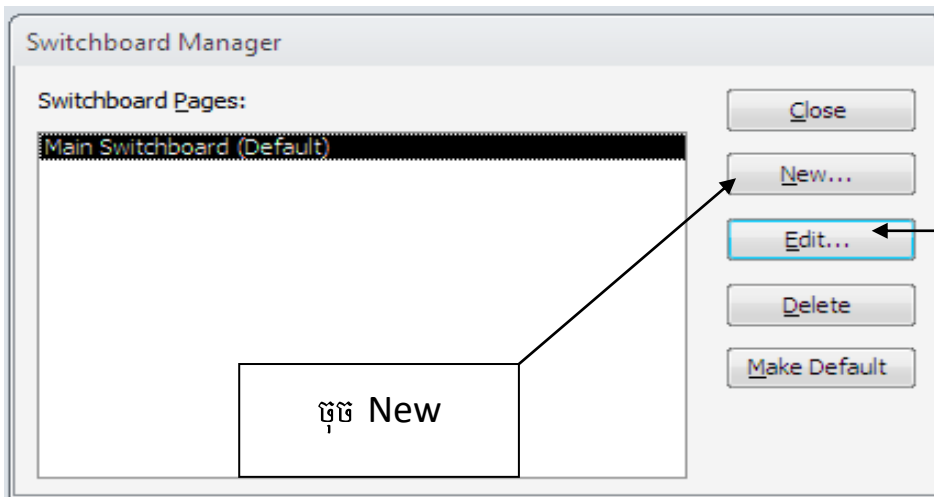 Switchboard Manager
Switchboard Pages:
Close
Main Switchboard (Default)
New...
Edit...
Delete
Make Default
ចុច New